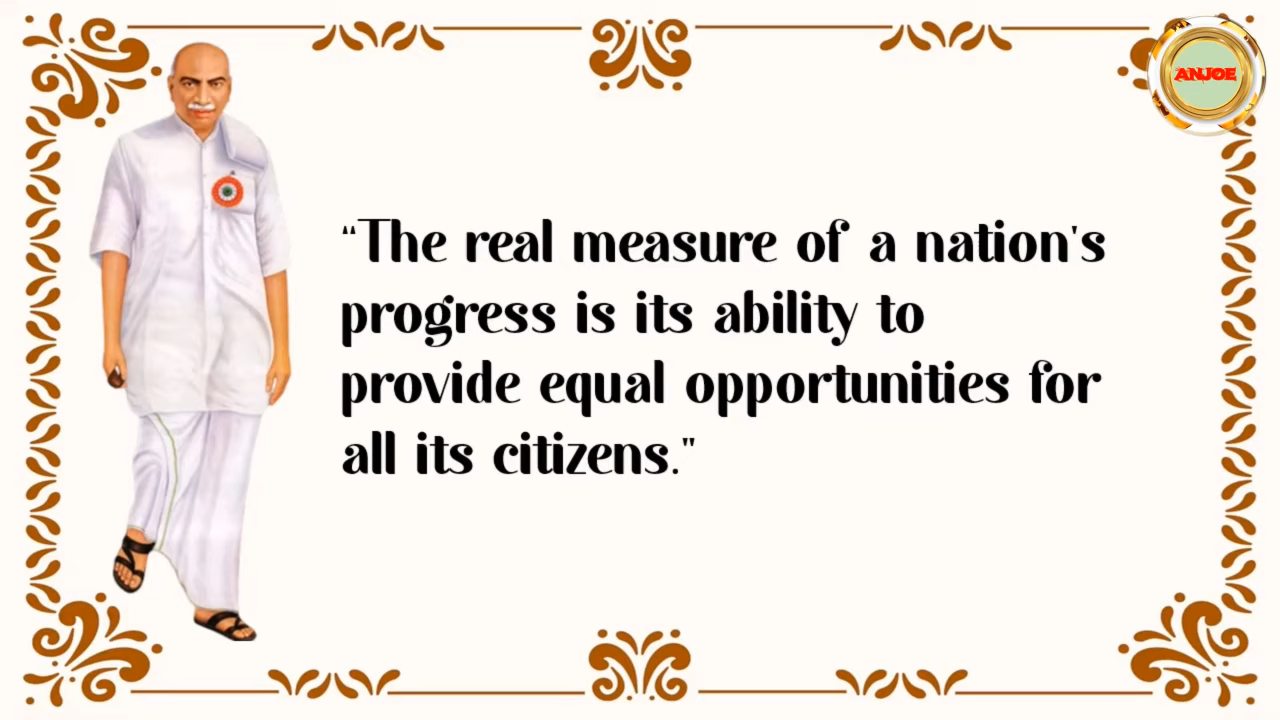 ANJOE
“The real measure of a nation's
progress is its ability to
provide equal opportunities for
all its citizens."